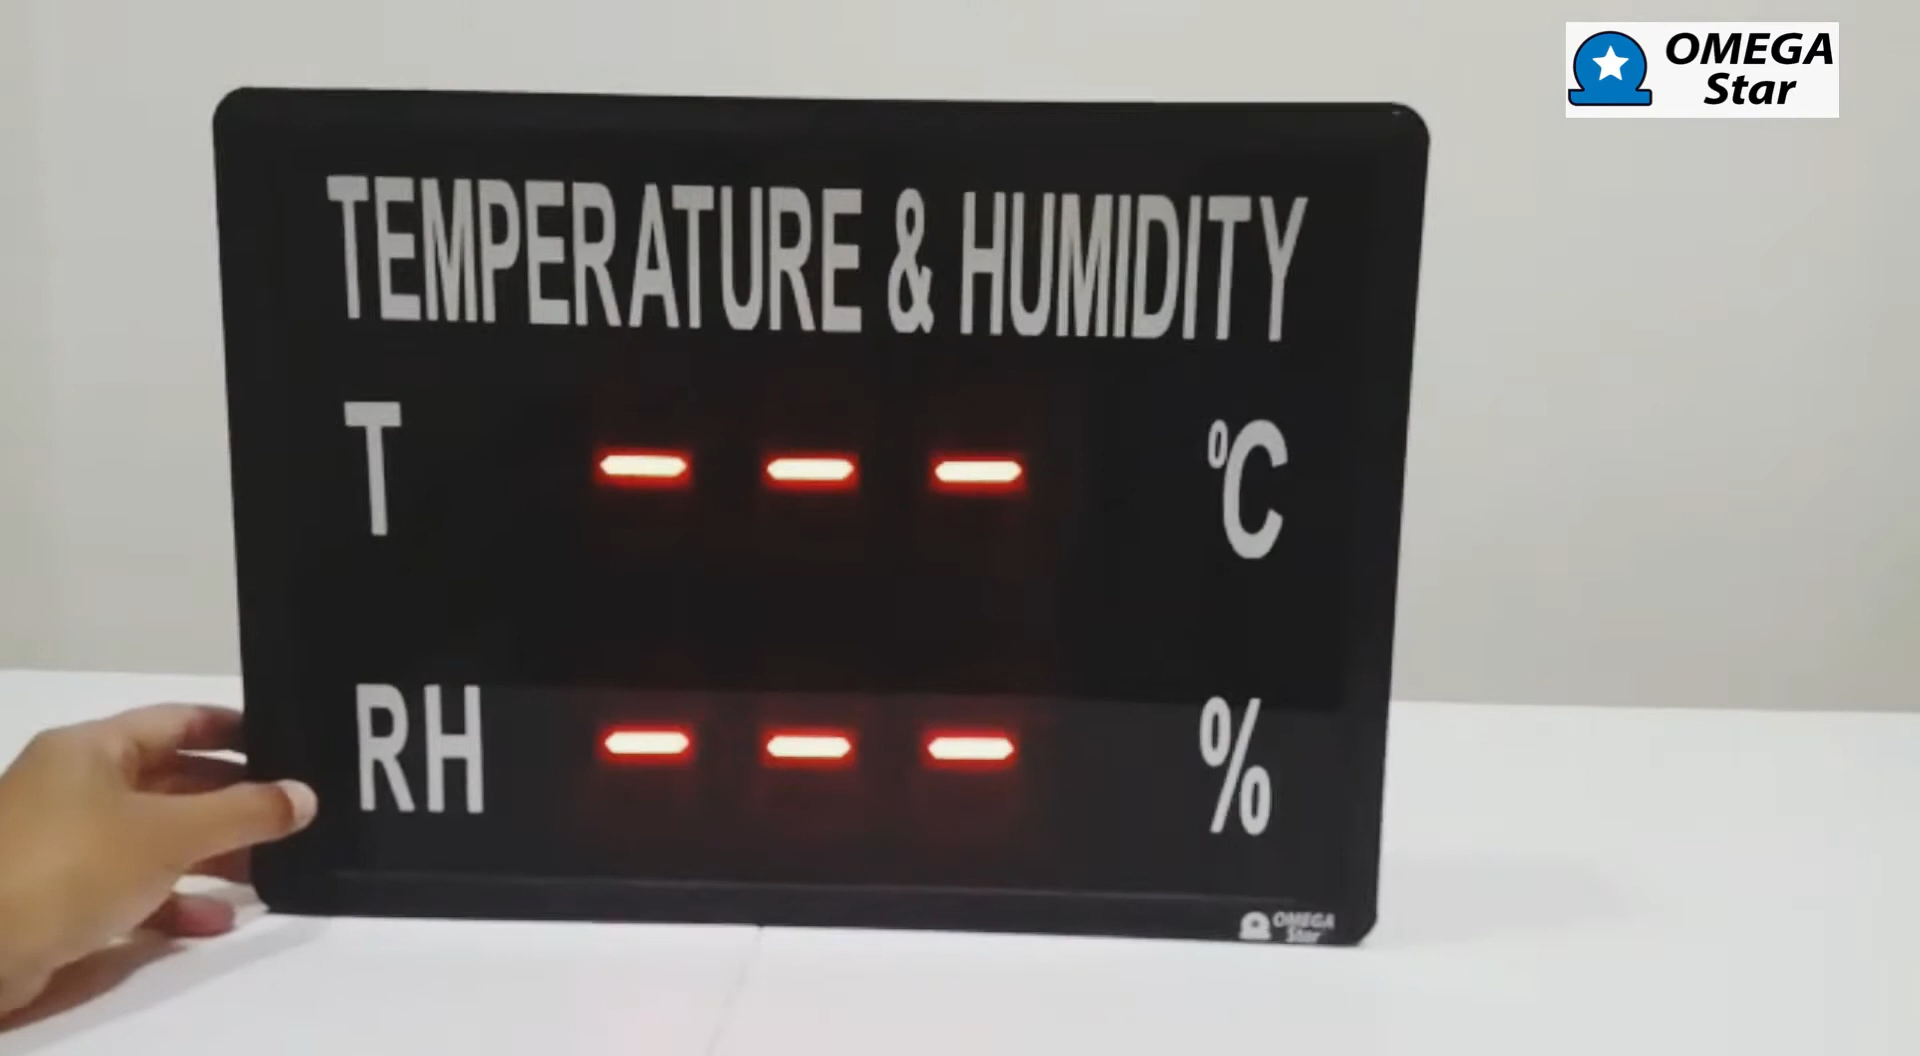 OMEGA
Star
TEMPERATURE & HUMIDITY
T - - - °C
RH - - - %
OMEGA
Star